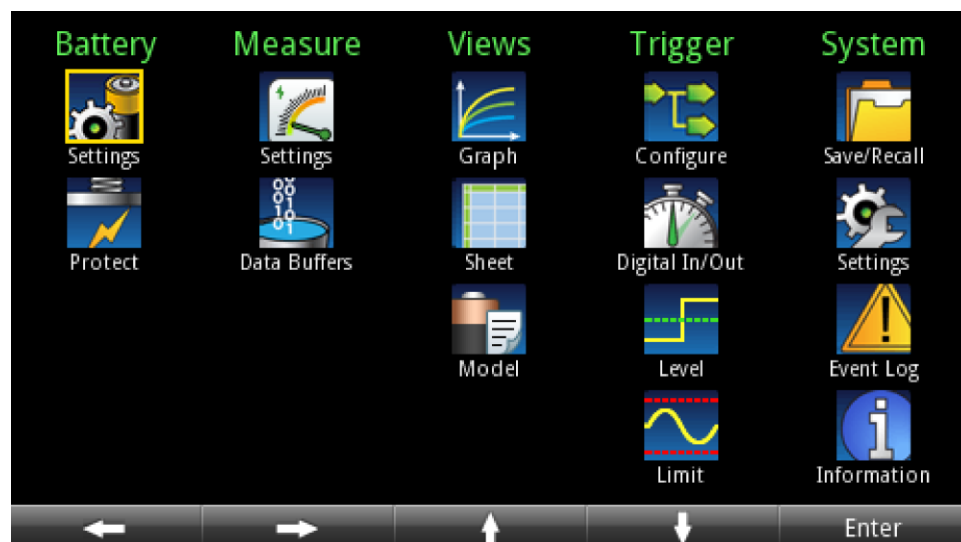 Battery Measure Views Trigger System
Settings Settings Graph Configure Save/Recall
Protect Data Buffers Sheet Digital In/Out Settings
Model Level Event Log
Limit Information
Enter